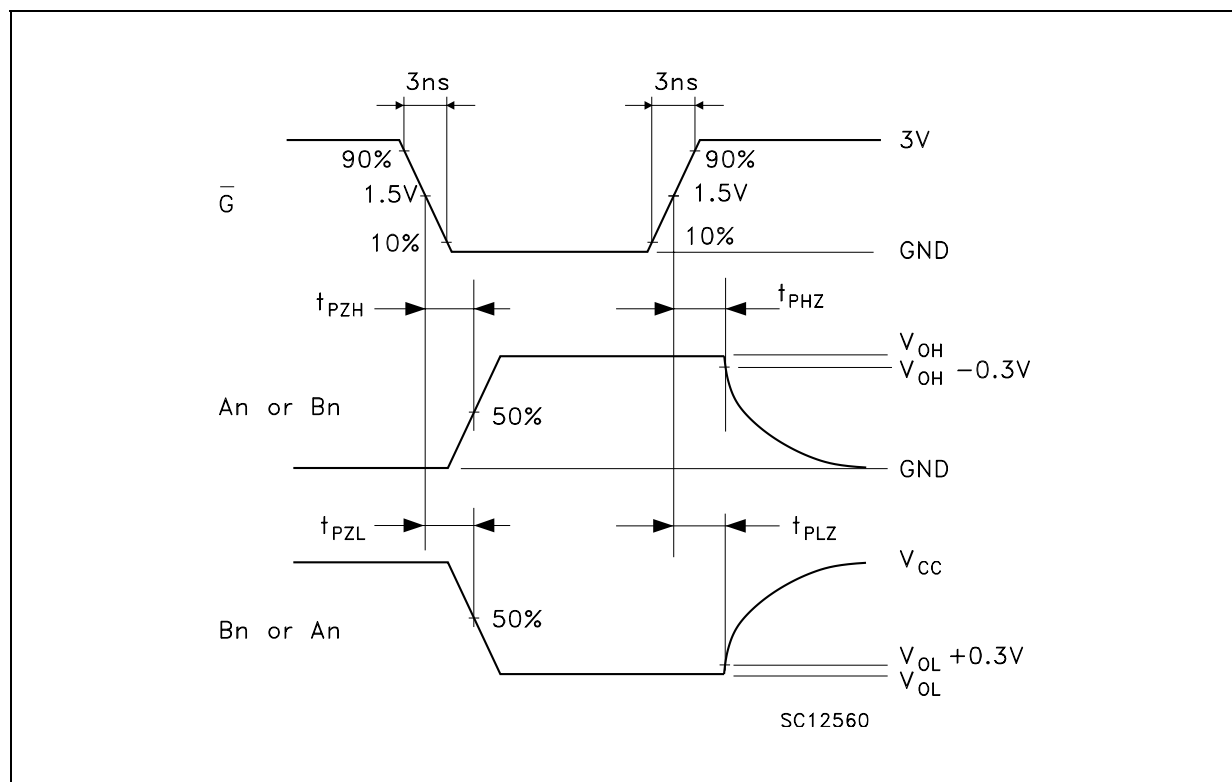 3ns
3ns
3V
90%
90%
1.5V
1.5V
G̅
10%
10%
GND
tPZH
tPHZ
VOH
VOH −0.3V
An or Bn
50%
GND
tPZL
tPLZ
VCC
50%
Bn or An
VOL +0.3V
VOL
SC12560